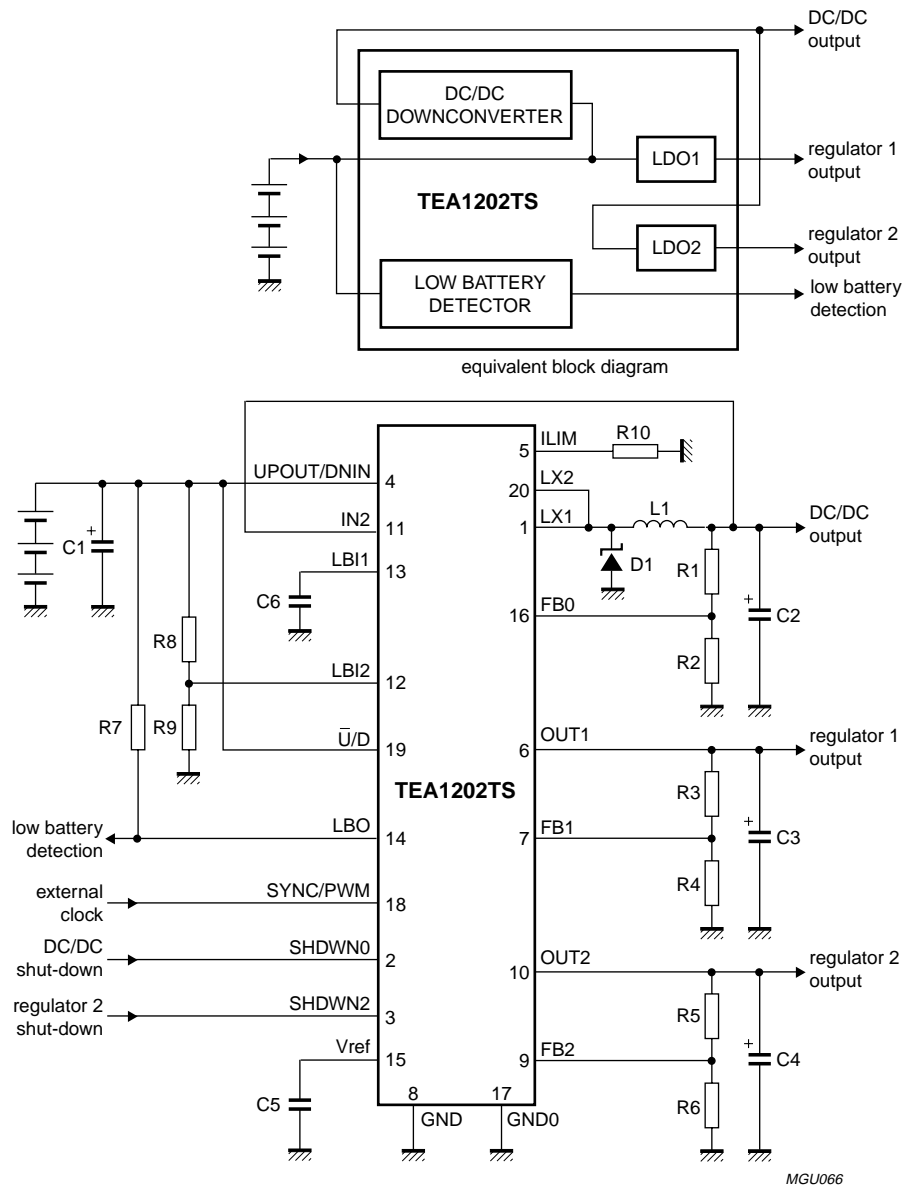 DC/DC
output
DC/DC
DOWNCONVERTER
LDO1
regulator 1
output
TEA1202TS
LDO2
regulator 2
output
LOW BATTERY
DETECTOR
low battery
detection
equivalent block diagram
5
ILIM
R10
UPOUT/DNIN
4
20
LX2
IN2
11
1
LX1
L1
DC/DC
output
+
C1
LBI1
13
D1
R1
C6
16
FB0
+
C2
R8
R2
LBI2
12
R7
R9
U̅/D
19
6
OUT1
regulator 1
output
TEA1202TS
R3
low battery
detection
LBO
14
7
FB1
+
C3
R4
external
clock
SYNC/PWM
18
DC/DC
shut-down
SHDWN0
2
10
OUT2
regulator 2
output
regulator 2
shut-down
SHDWN2
3
R5
Vref
15
9
FB2
+
C4
C5
8
17
R6
GND
GND0
MGU066